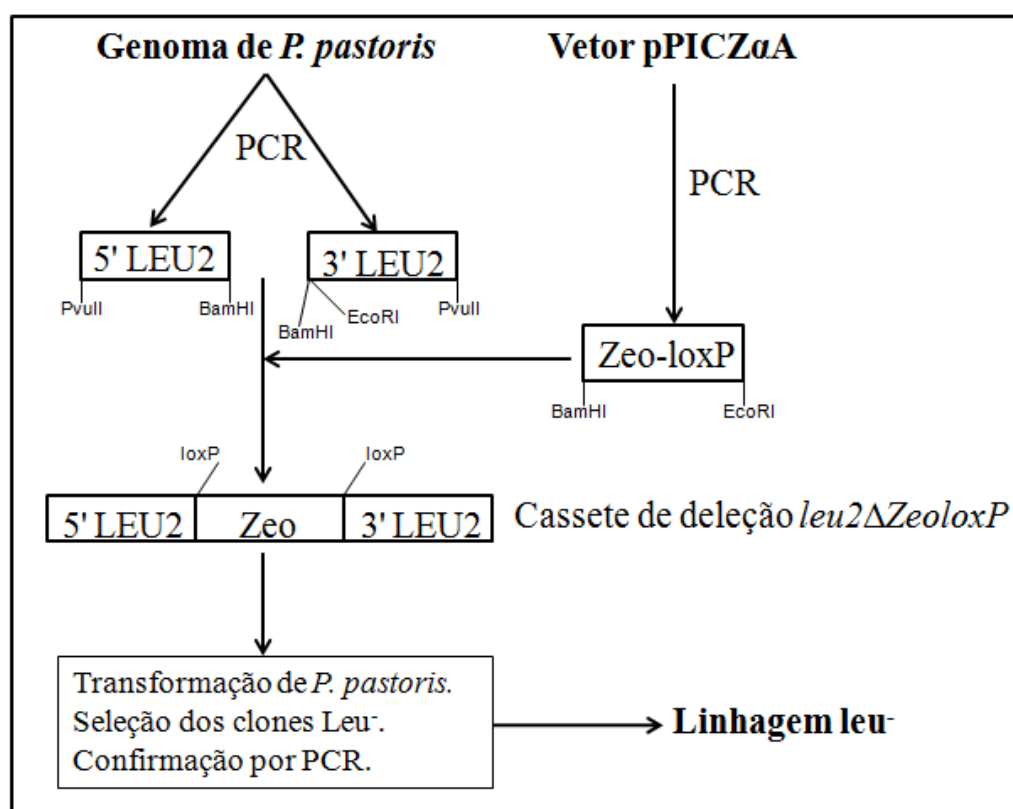 Genoma de P. pastoris
Vetor pPICZαA
PCR
PCR
5' LEU2
3' LEU2
PvuII
BamHI
BamHI
EcoRI
PvuII
Zeo-loxP
BamHI
EcoRI
loxP
loxP
5' LEU2
Zeo
3' LEU2
Cassete de deleção leu2ΔZeoloxP
Transformação de P. pastoris.
Seleção dos clones Leu⁻.
Confirmação por PCR.
Linhagem leu⁻